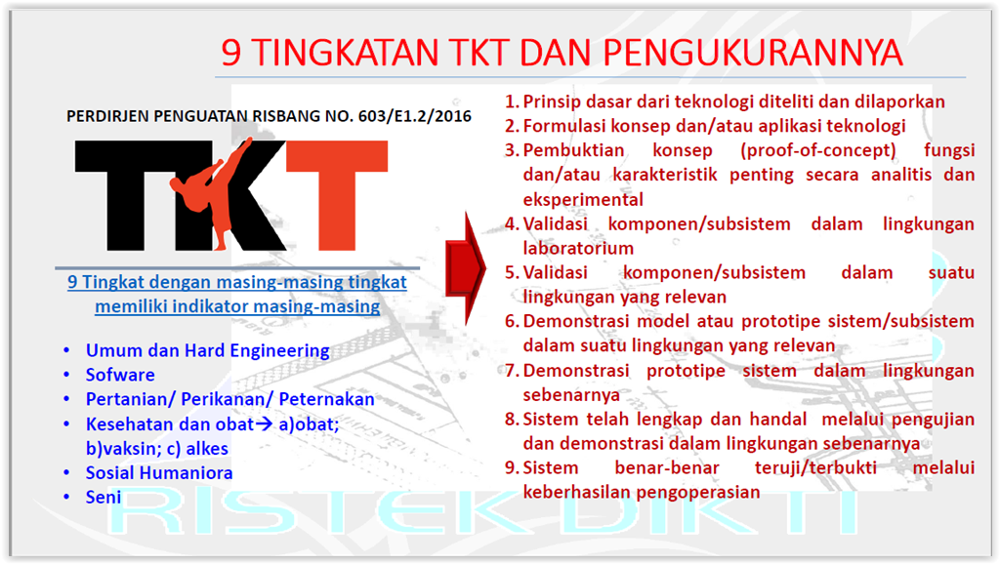 9 TINGKATAN TKT DAN PENGUKURANNYA
PERDIRJEN PENGUATAN RISBANG NO. 603/E1.2/2016
TKT
9 Tingkat dengan masing-masing tingkat
memiliki indikator masing-masing
• Umum dan Hard Engineering
• Sofware
• Pertanian/ Perikanan/ Peternakan
• Kesehatan dan obat→ a)obat;
b)vaksin; c) alkes
• Sosial Humaniora
• Seni
1. Prinsip dasar dari teknologi diteliti dan dilaporkan
2. Formulasi konsep dan/atau aplikasi teknologi
3. Pembuktian konsep (proof-of-concept) fungsi
dan/atau karakteristik penting secara analitis dan
eksperimental
4. Validasi komponen/subsistem dalam lingkungan
laboratorium
5. Validasi komponen/subsistem dalam suatu
lingkungan yang relevan
6. Demonstrasi model atau prototipe sistem/subsistem
dalam suatu lingkungan yang relevan
7. Demonstrasi prototipe sistem dalam lingkungan
sebenarnya
8. Sistem telah lengkap dan handal melalui pengujian
dan demonstrasi dalam lingkungan sebenarnya
9. Sistem benar-benar teruji/terbukti melalui
keberhasilan pengoperasian
RISTEK DIKTI